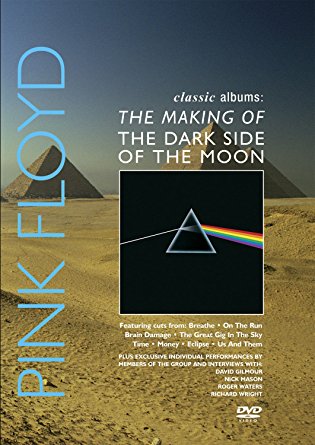 PINK FLOYD
classic albums:
THE MAKING OF
THE DARK SIDE
OF THE MOON
Featuring cuts from: Breathe • On The Run
Brain Damage • The Great Gig In The Sky
Time • Money • Eclipse • Us And Them
PLUS EXCLUSIVE INDIVIDUAL PERFORMANCES BY
MEMBERS OF THE GROUP AND INTERVIEWS WITH:
DAVID GILMOUR
NICK MASON
ROGER WATERS
RICHARD WRIGHT
DVD
VIDEO